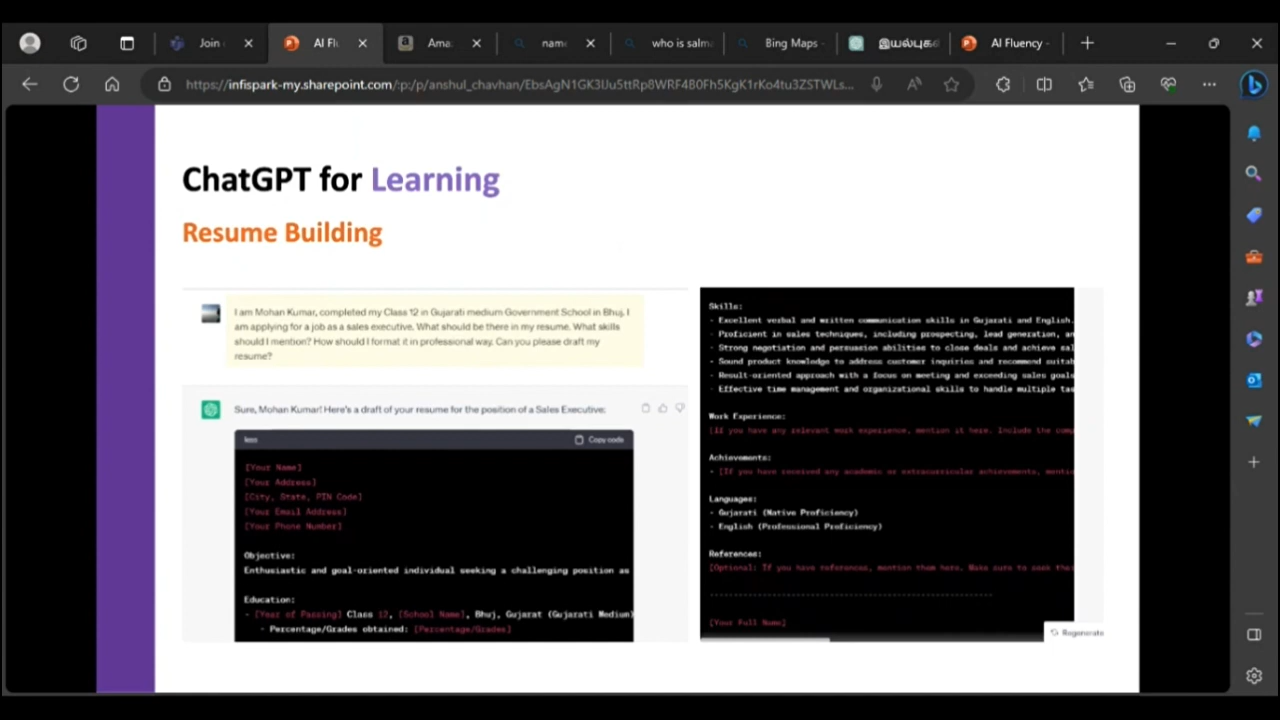 Join
AI Fl
Ama
name
who is salm
Bing Maps
இயல்புக
AI Fluency
https://infispark-my.sharepoint.com/:p:/p/anshul_chavhan/
ChatGPT for Learning
Resume Building
I am Mohan Kumar, completed my Class 12 in Gujarati medium Government School in Bhuj. I
am applying for a job as a sales executive. What should be there in my resume. What skills
should I mention? How should I format it in professional way. Can you please draft my
resume?
Sure, Mohan Kumar! Here's a draft of your resume for the position of a Sales Executive:
less
Copy code
[Your Name]
[Your Address]
[City, State, PIN Code]
[Your Email Address]
[Your Phone Number]
Objective:
Enthusiastic and goal-oriented individual seeking a challenging position as
Education:
- [Year of Passing] Class 12, [School Name], Bhuj, Gujarat (Gujarati Medium)
- Percentage/Grades obtained: [Percentage/Grades]
Skills:
- Excellent verbal and written communication skills in Gujarati and English.
- Proficient in sales techniques, including prospecting, lead generation, an
- Strong negotiation and persuasion abilities to close deals and achieve sal
- Sound product knowledge to address customer inquiries and recommend suitab
- Result-oriented approach with a focus on meeting and exceeding sales goals
- Effective time management and organizational skills to handle multiple tas
Work Experience:
[If you have any relevant work experience, mention it here. Include the comp
Achievements:
- [If you have received any academic or extracurricular achievements, mentio
Languages:
- Gujarati (Native Proficiency)
- English (Professional Proficiency)
References:
[Optional: If you have references, mention them here. Make sure to seek thei
[Your Full Name]
Regenerate